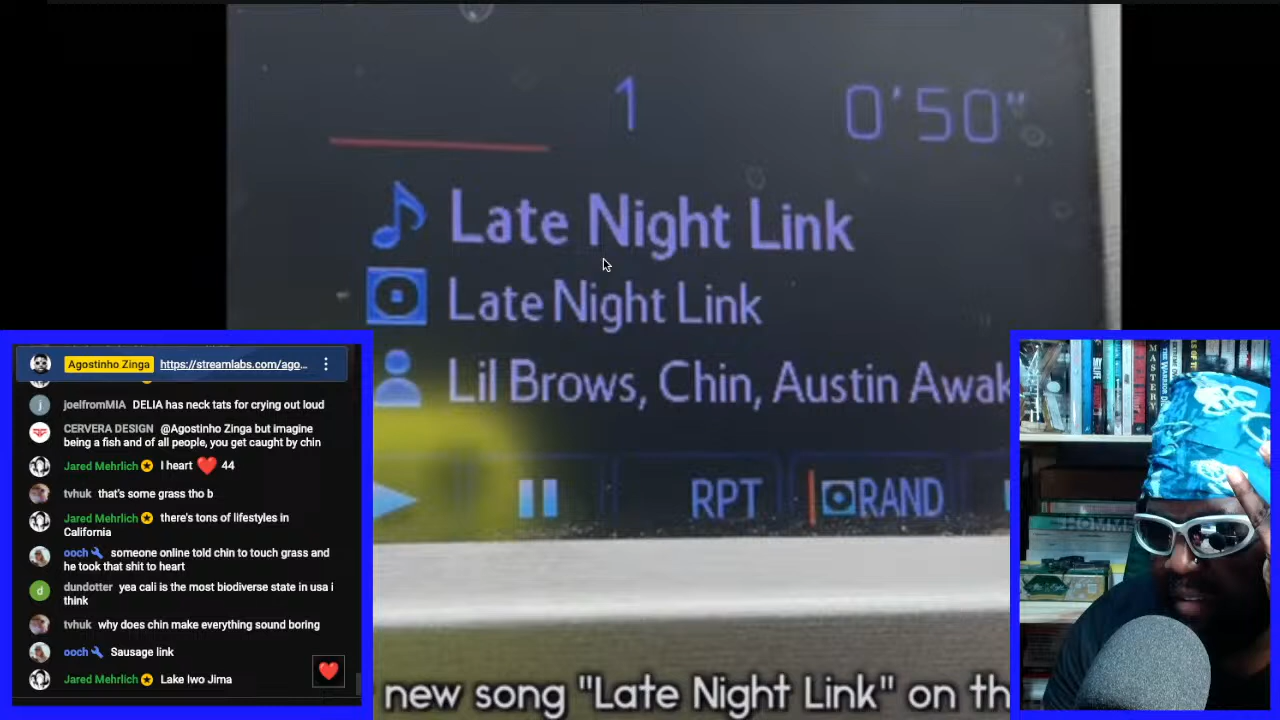 1
0'50"
Late Night Link
Late Night Link
Lil Brows, Chin, Austin Awak
RPT
RAND
new song "Late Night Link" on th
Agostinho Zinga https://streamlabs.com/ago...
joelfromMIA DELIA has neck tats for crying out loud
CERVERA DESIGN @Agostinho Zinga but imagine
being a fish and of all people, you get caught by chin
Jared Mehrlich I heart ❤️ 44
tvhuk that's some grass tho b
Jared Mehrlich there's tons of lifestyles in
California
ooch someone online told chin to touch grass and
he took that shit to heart
dundotter yea cali is the most biodiverse state in usa i
think
tvhuk why does chin make everything sound boring
ooch Sausage link
Jared Mehrlich Lake Iwo Jima
MASTERY
HOMME